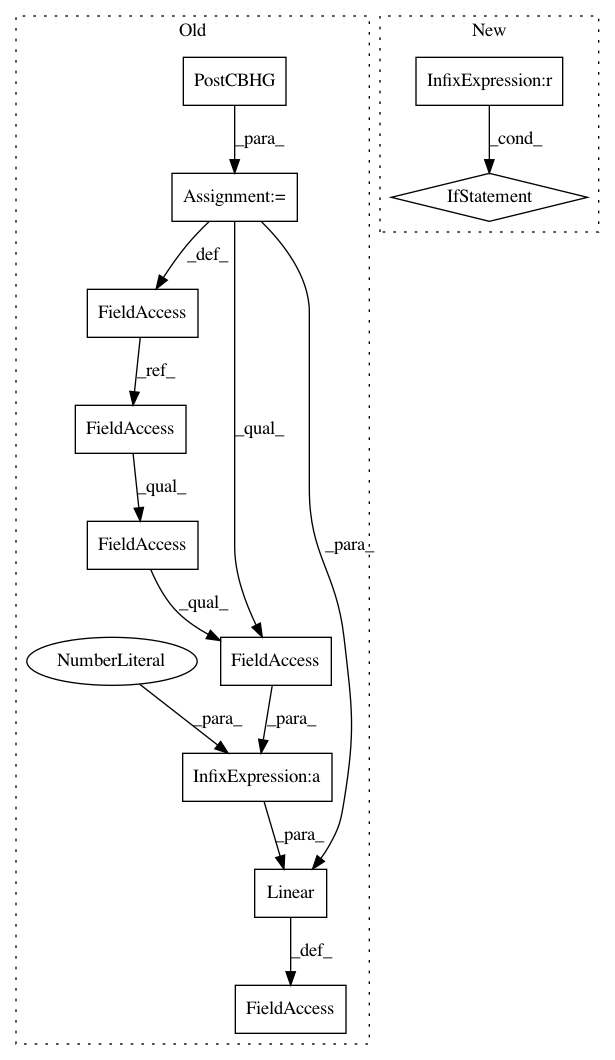 Old
New
PostCBHG
InfixExpression:r
_para_
_cond_
Assignment:=
IfStatement
_def_
FieldAccess
_ref_
FieldAccess
_qual_
_qual_
FieldAccess
_para_
_qual_
NumberLiteral
FieldAccess
_para_
_para_
InfixExpression:a
_para_
Linear
_def_
FieldAccess